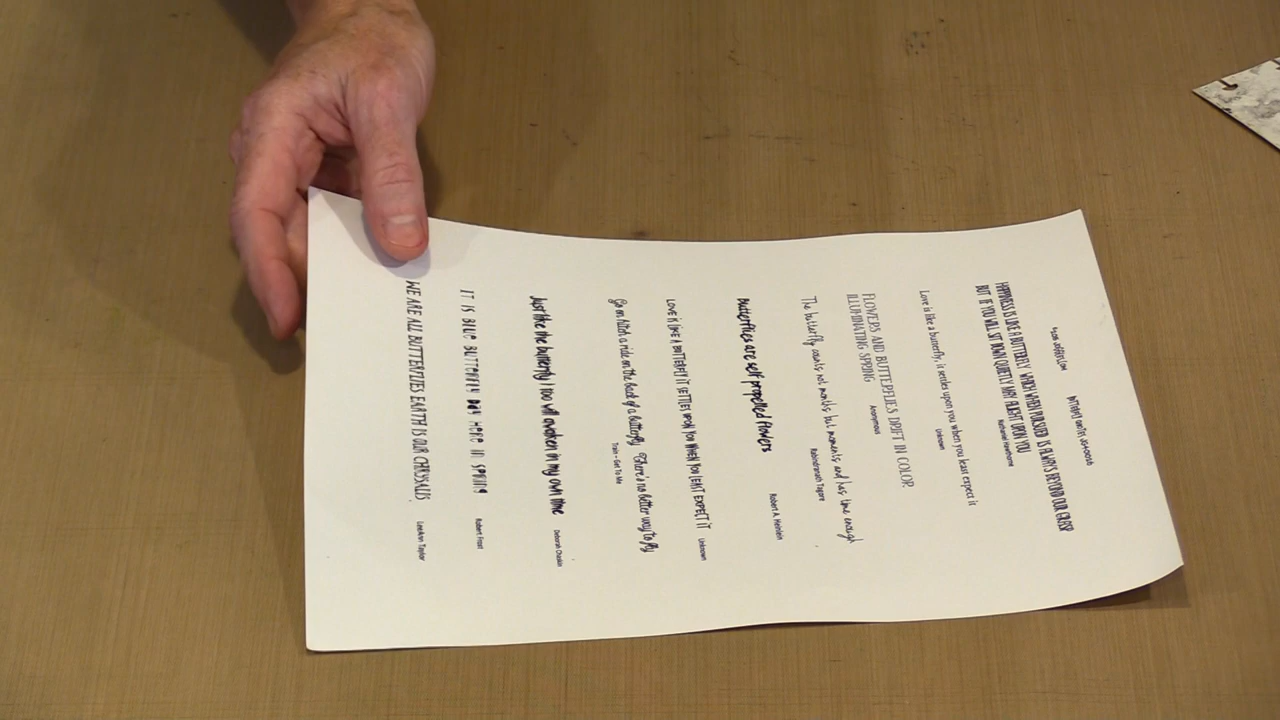 HAPPINESS IS LIKE A BUTTERFLY WHICH WHEN PURSUED IS ALWAYS BEYOND OUR GRASP
BUT IF YOU WILL SIT DOWN QUIETLY MAY ALIGHT UPON YOU
Nathaniel Hawthorne
Love is like a butterfly, it settles upon you when you least expect it
Unknown
FLOWERS AND BUTTERFLIES DRIFT IN COLOR
ILLUMINATING SPRING
Anonymous
The butterfly counts not months but moments and has time enough
Rabindranath Tagore
Butterflies are self propelled flowers
Robert A Heinlein
LOVE IS LIKE A BUTTERFLY IT SETTLES UPON YOU WHEN YOU LEAST EXPECT IT
Unknown
Go on hitch a ride on the back of a butterfly There's no better way to fly
Train - Get To Me
Just like the butterfly I too will awaken in my own time
Deborah Chaskin
IT IS BLUE BUTTERFLY DAY HERE IN SPRING
Robert Frost
WE ARE ALL BUTTERFLIES EARTH IS OUR CHRYSALIS
LeeAnn Taylor